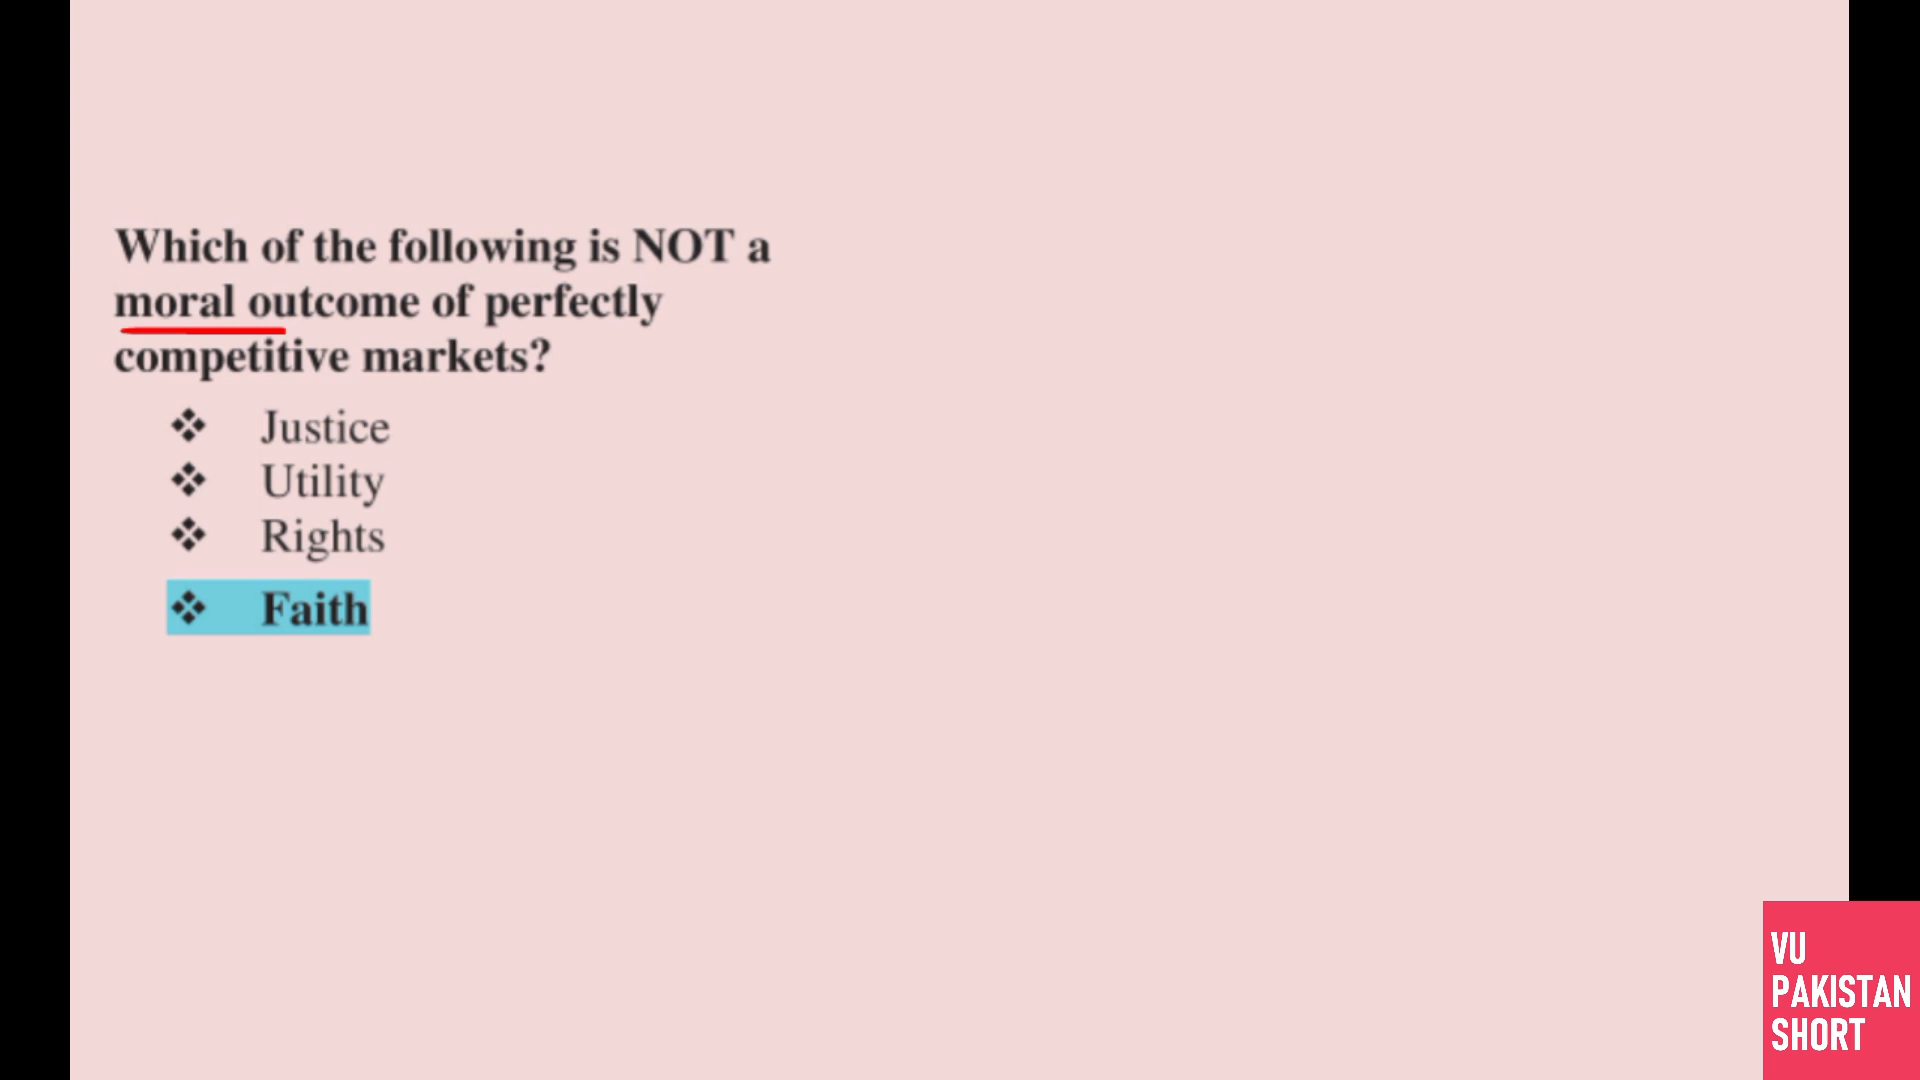 Which of the following is NOT a
moral outcome of perfectly
competitive markets?
❖ Justice
❖ Utility
❖ Rights
❖ Faith
VU
PAKISTAN
SHORT